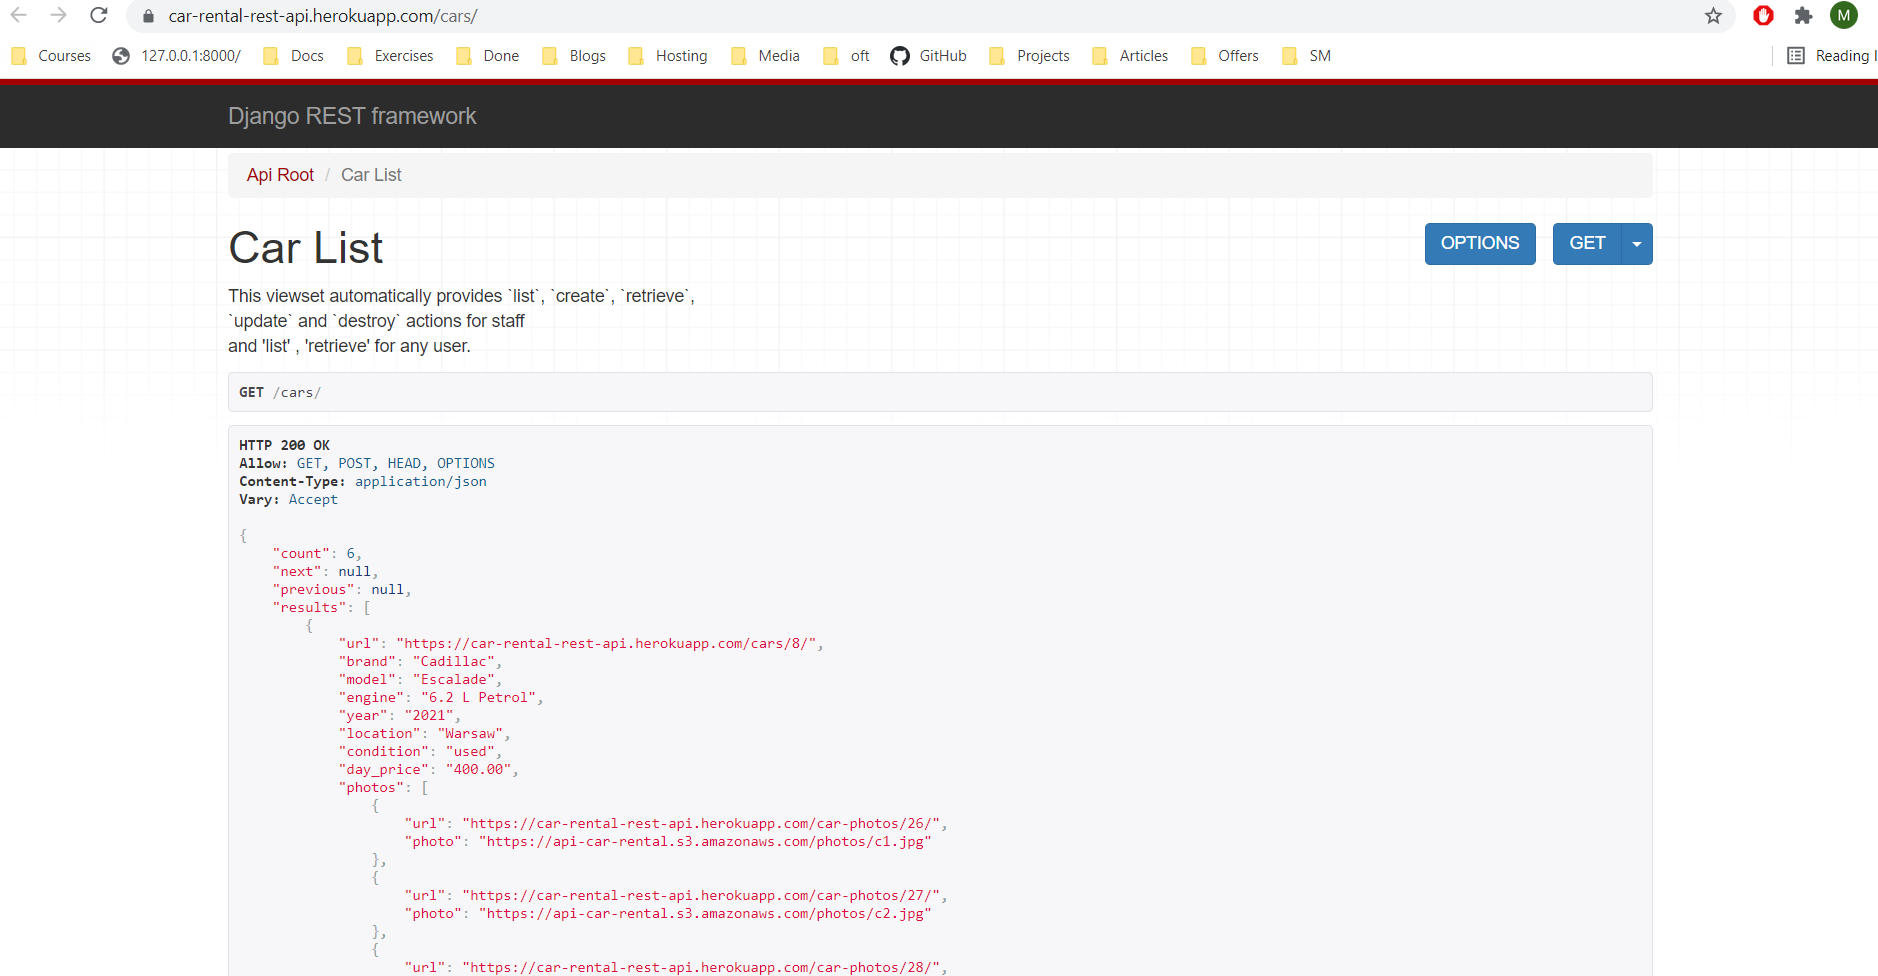 car-rental-rest-api.herokuapp.com/cars/
M
Courses 127.0.0.1:8000/ Docs Exercises Done Blogs Hosting Media oft GitHub Projects Articles Offers SM Reading l
Django REST framework
Api Root / Car List
Car List
OPTIONS GET
This viewset automatically provides `list`, `create`, `retrieve`,
`update` and `destroy` actions for staff
and 'list' , 'retrieve' for any user.
GET /cars/
HTTP 200 OK
Allow: GET, POST, HEAD, OPTIONS
Content-Type: application/json
Vary: Accept
{
    "count": 6,
    "next": null,
    "previous": null,
    "results": [
        {
            "url": "https://car-rental-rest-api.herokuapp.com/cars/8/",
            "brand": "Cadillac",
            "model": "Escalade",
            "engine": "6.2 L Petrol",
            "year": "2021",
            "location": "Warsaw",
            "condition": "used",
            "day_price": "400.00",
            "photos": [
                {
                    "url": "https://car-rental-rest-api.herokuapp.com/car-photos/26/",
                    "photo": "https://api-car-rental.s3.amazonaws.com/photos/c1.jpg"
                },
                {
                    "url": "https://car-rental-rest-api.herokuapp.com/car-photos/27/",
                    "photo": "https://api-car-rental.s3.amazonaws.com/photos/c2.jpg"
                },
                {
                    "url": "https://car-rental-rest-api.herokuapp.com/car-photos/28/",